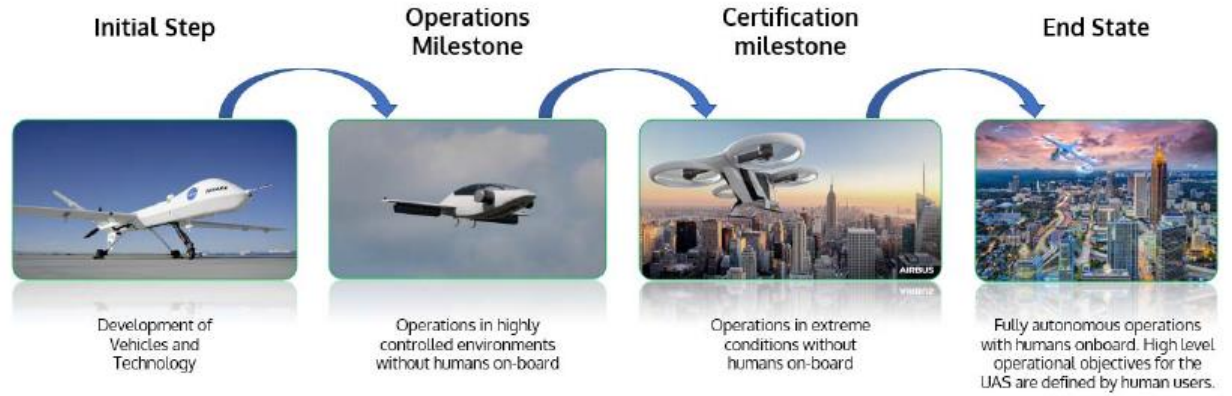 Initial Step
Operations
Milestone
Certification
milestone
End State
AIRBUS
Development of
Vehicles and
Technology
Operations in highly
controlled environments
without humans on-board
Operations in extreme
conditions without
humans on-board
Fully autonomous operations
with humans onboard. High level
operational objectives for the
UAS are defined by human users.